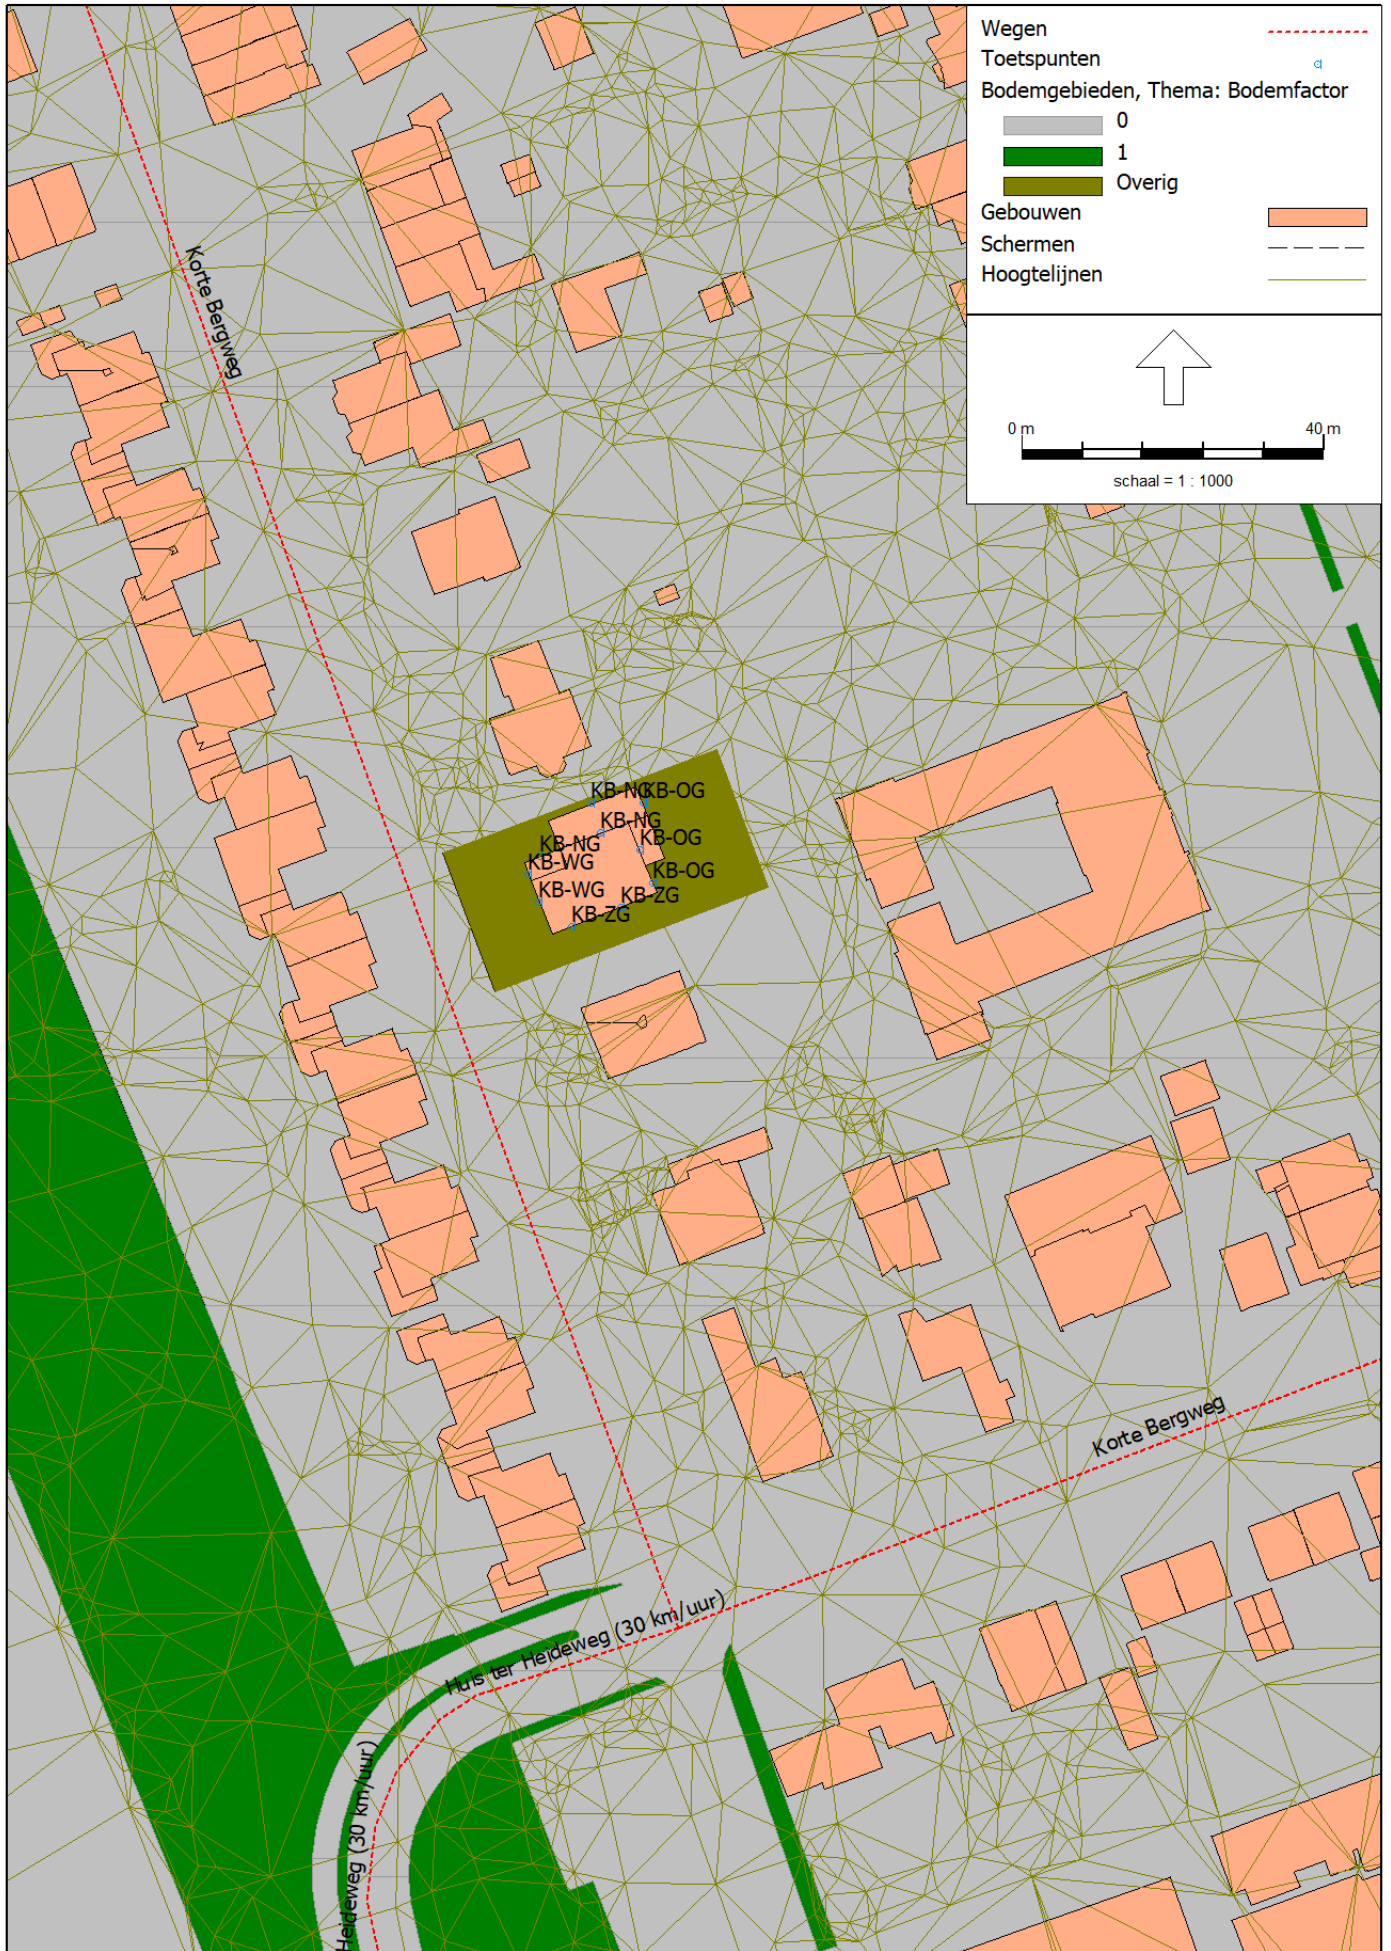 Wegen
Toetspunten
Bodemgebieden, Thema: Bodemfactor
0
1
Overig
Gebouwen
Schermen
Hoogtelijnen
0 m
40 m
schaal = 1 : 1000
Korte Bergweg
KB-NG
KB-OG
KB-NG
KB-OG
KB-NG
KB-WG
KB-OG
KB-WG
KB-ZG
KB-ZG
Korte Bergweg
Huis ter Heideweg (30 km/uur)
Heideweg (30 km/uur)